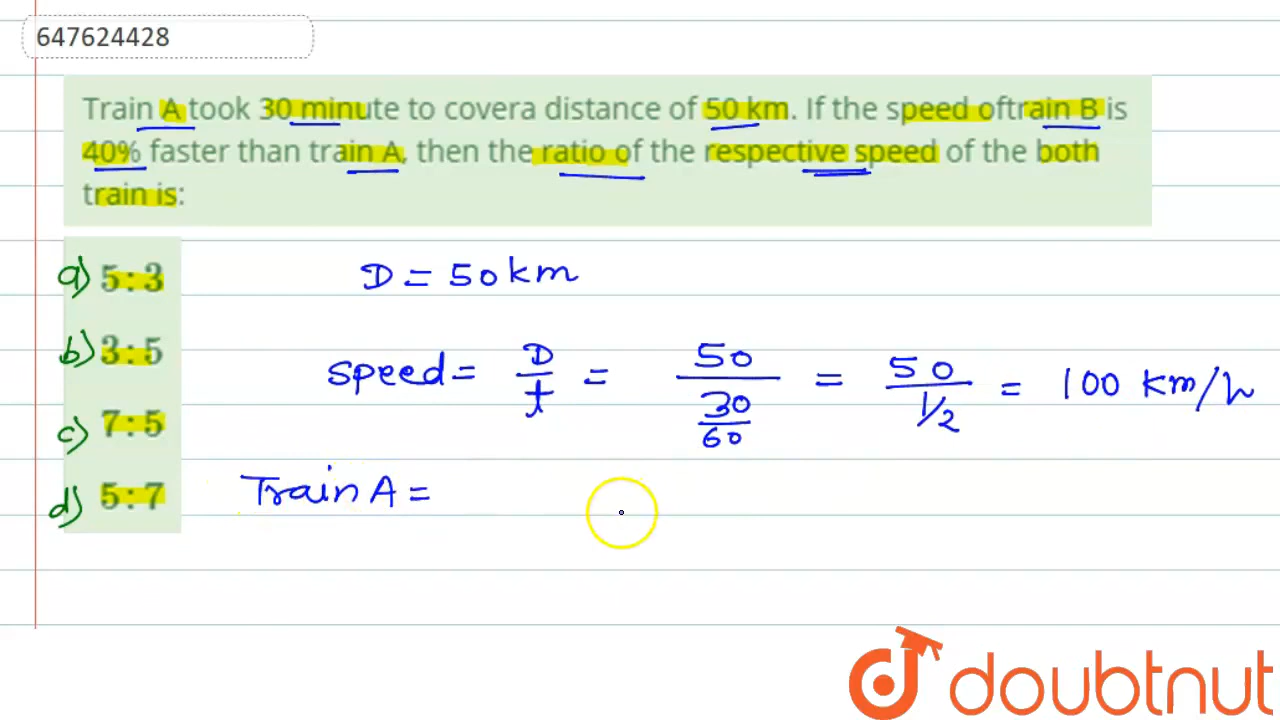 647624428
Train A took 30 minute to covera distance of 50 km. If the speed oftrain B is
40% faster than train A, then the ratio of the respective speed of the both
train is:
a) 5 : 3
D = 50 km
b) 3 : 5
Speed = D/t = 50/(30/60) = 50/(1/2) = 100 Km/h
c) 7 : 5
d) 5 : 7
Train A =
doubtnut